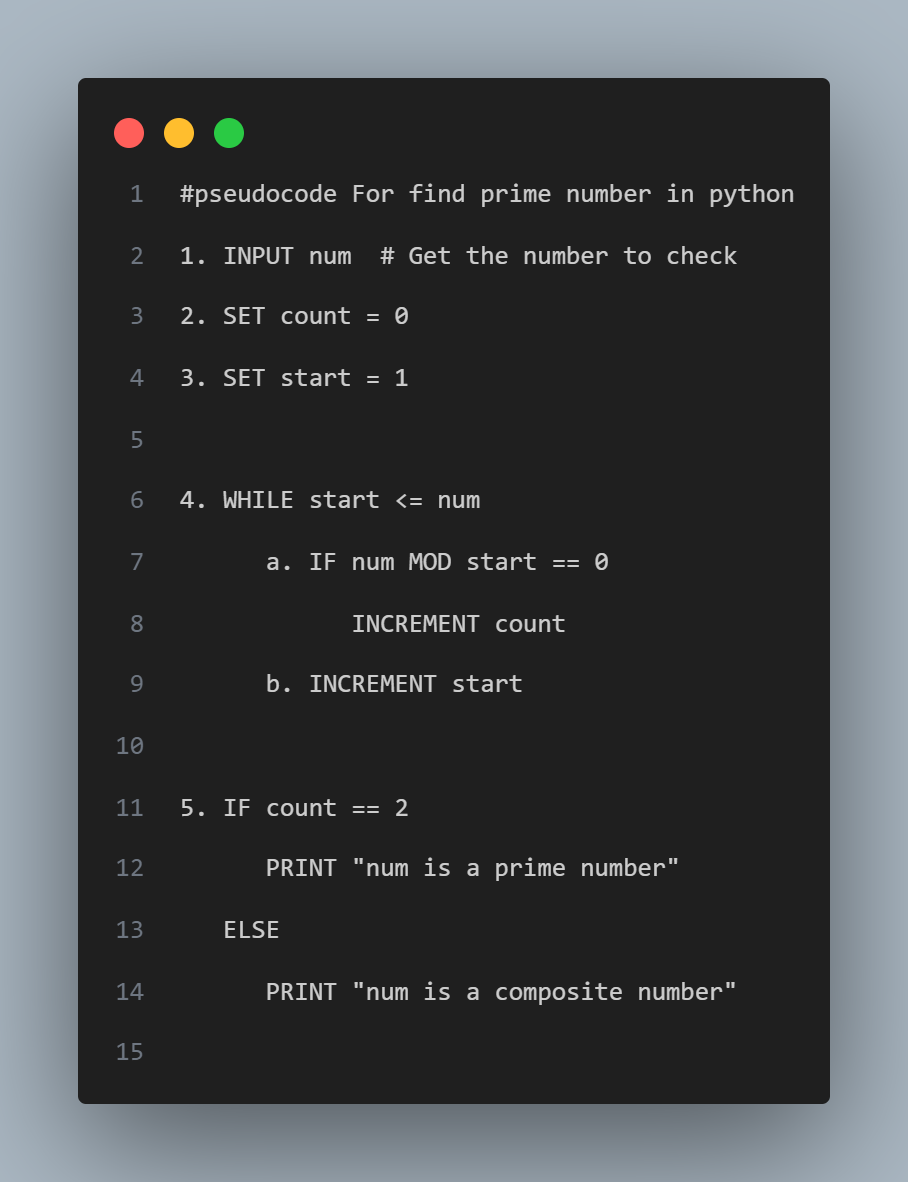 1 #pseudocode For find prime number in python
2 1. INPUT num  # Get the number to check
3 2. SET count = 0
4 3. SET start = 1
5
6 4. WHILE start <= num
7       a. IF num MOD start == 0
8             INCREMENT count
9       b. INCREMENT start
10
11 5. IF count == 2
12       PRINT "num is a prime number"
13    ELSE
14       PRINT "num is a composite number"
15